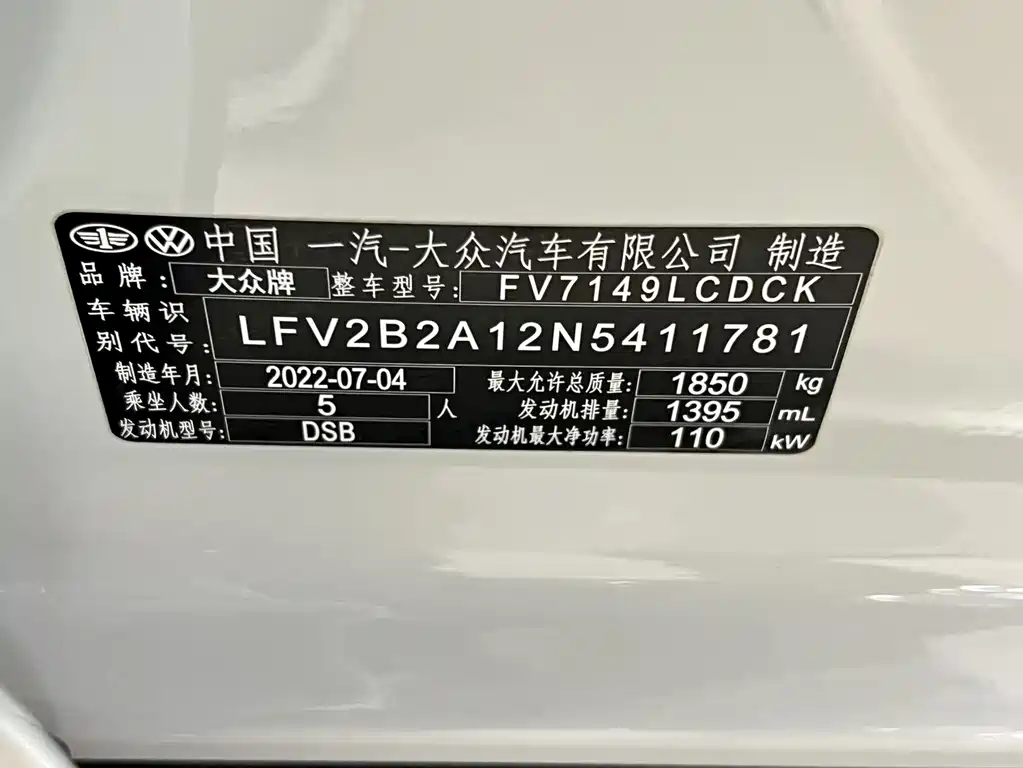 中国 一汽-大众汽车有限公司 制造
品牌: 大众牌 整车型号: FV7149LCDCK
车辆识别代号: LFV2B2A12N5411781
制造年月: 2022-07-04 最大允许总质量: 1850 kg
乘坐人数: 5 人 发动机排量: 1395 mL
发动机型号: DSB 发动机最大净功率: 110 kW